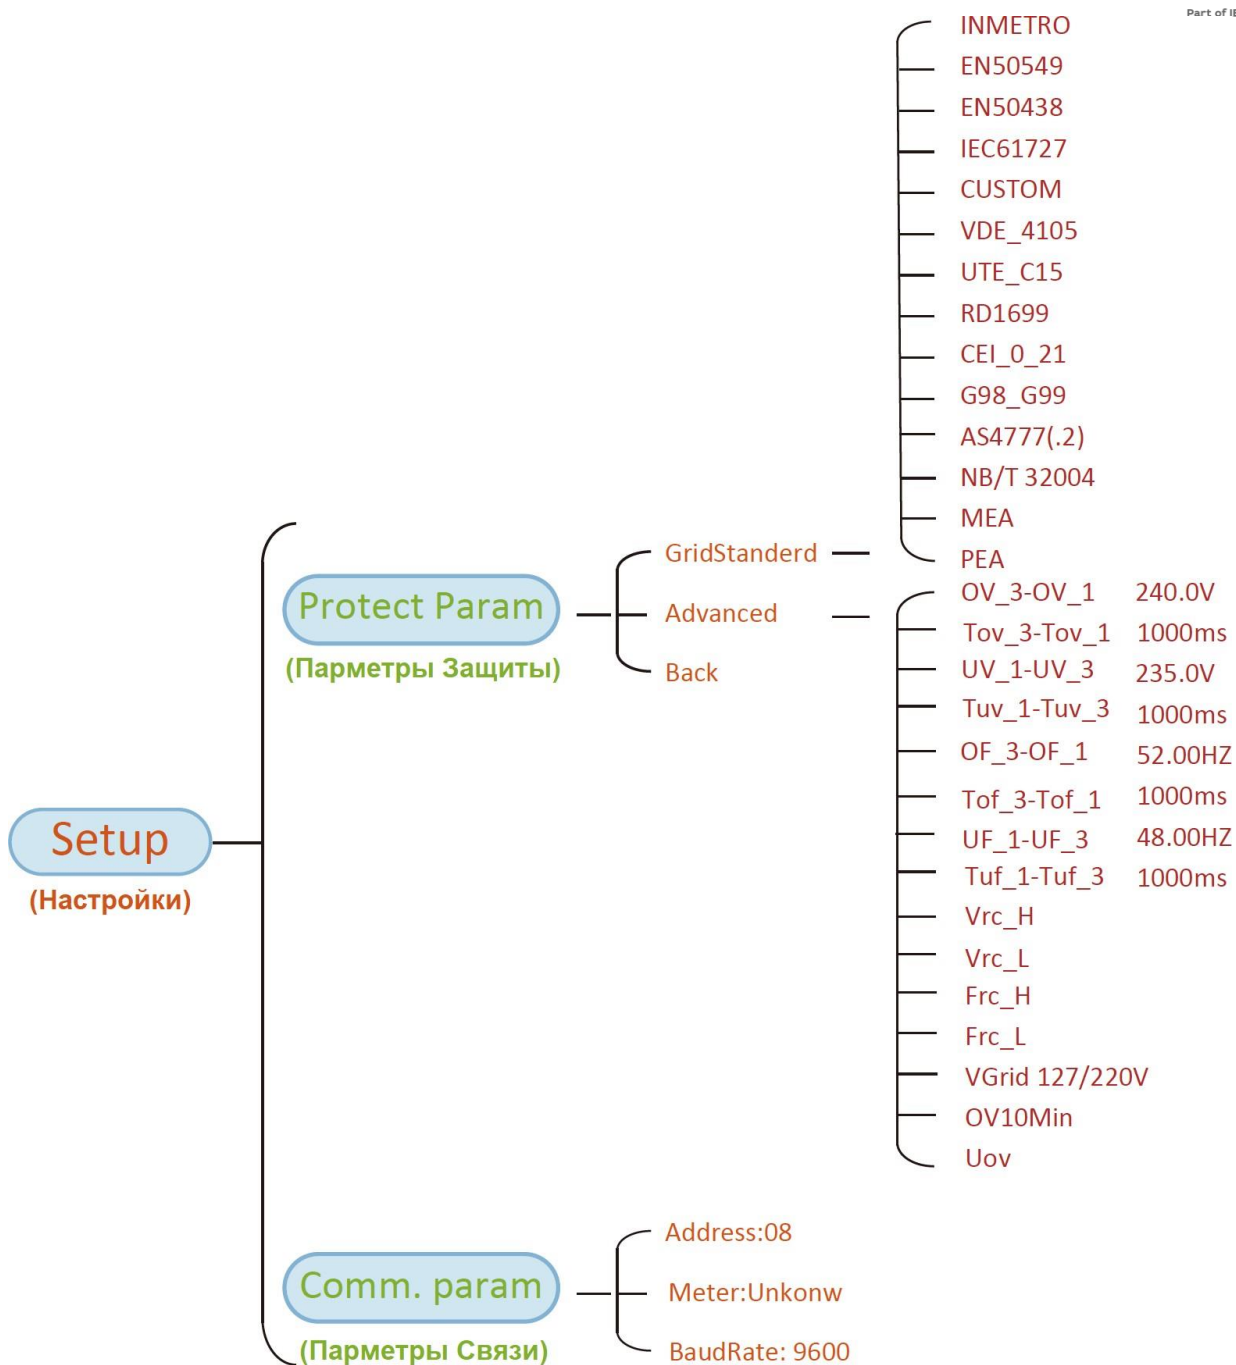 Part of
INMETRO
EN50549
EN50438
IEC61727
CUSTOM
VDE_4105
UTE_C15
RD1699
CEI_0_21
G98_G99
AS4777(.2)
NB/T 32004
MEA
PEA
GridStanderd
Protect Param
(Парметры Защиты)
Advanced
Back
OV_3-OV_1 240.0V
Tov_3-Tov_1 1000ms
UV_1-UV_3 235.0V
Tuv_1-Tuv_3 1000ms
OF_3-OF_1 52.00HZ
Tof_3-Tof_1 1000ms
UF_1-UF_3 48.00HZ
Tuf_1-Tuf_3 1000ms
Vrc_H
Vrc_L
Frc_H
Frc_L
VGrid 127/220V
OV10Min
Uov
Setup
(Настройки)
Comm. param
(Парметры Связи)
Address:08
Meter:Unkonw
BaudRate: 9600